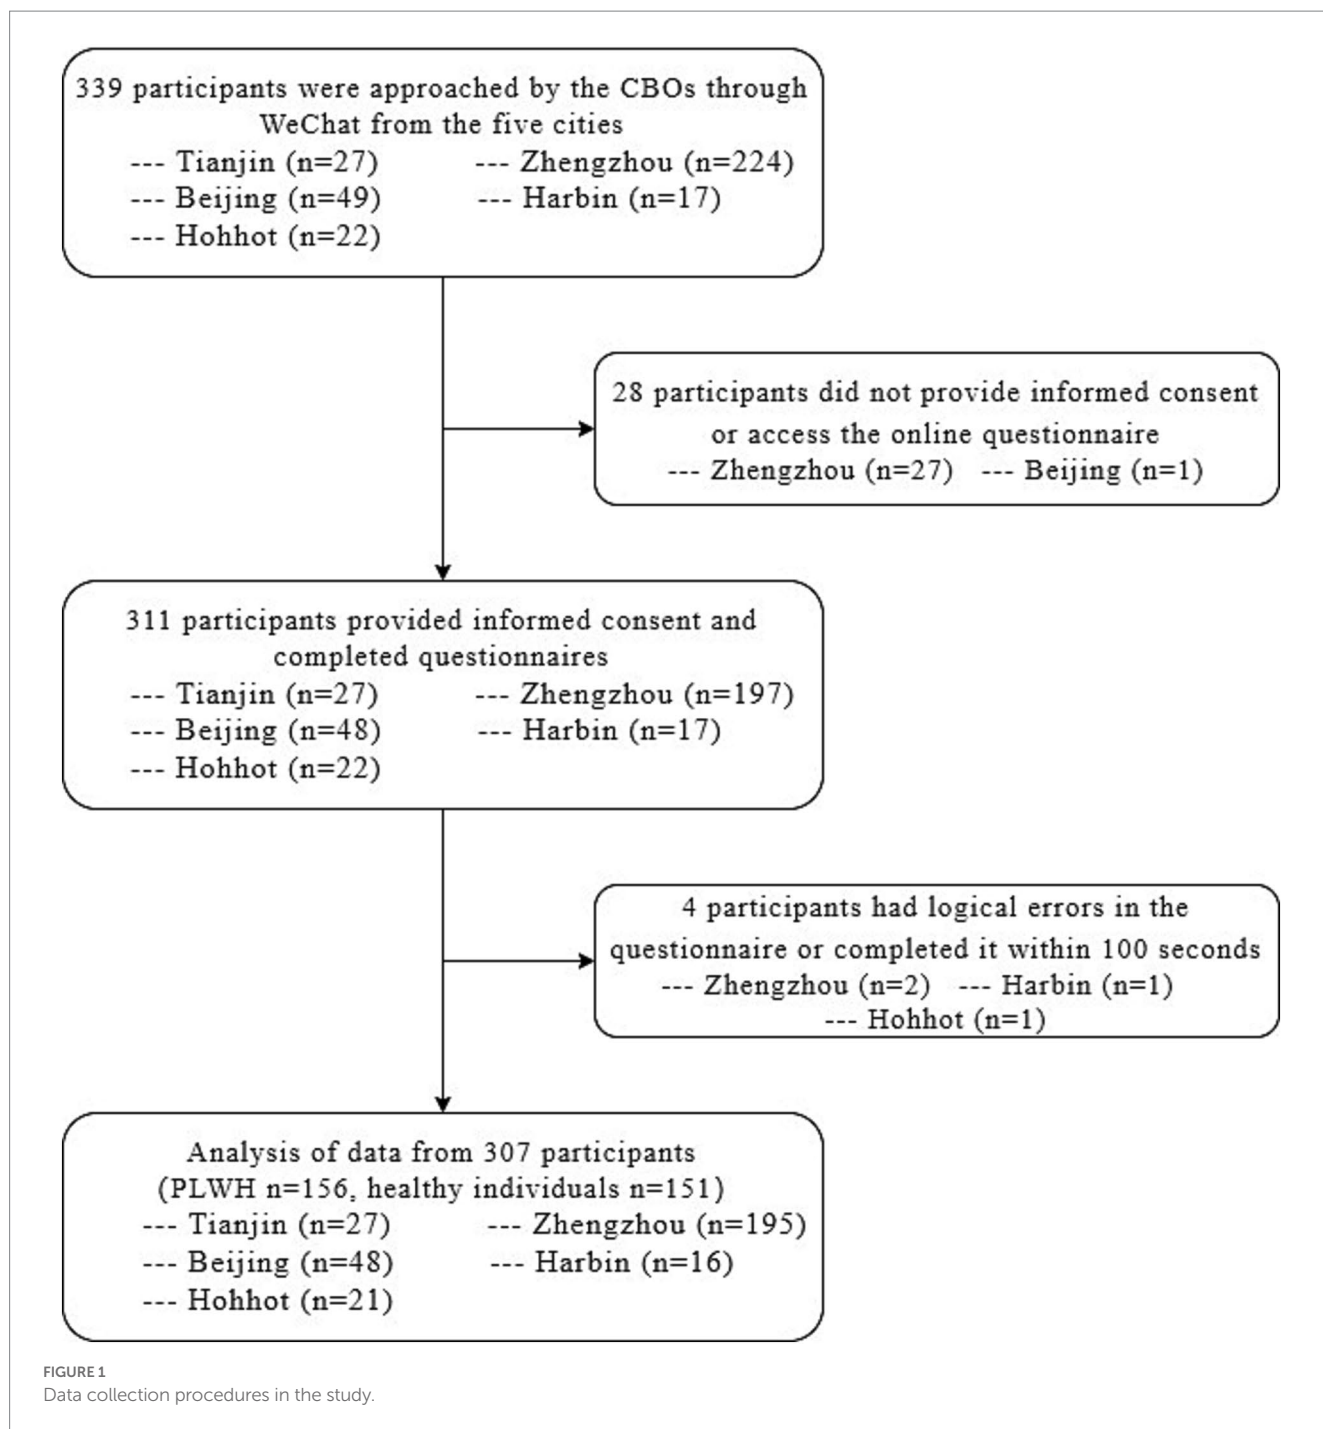 339 participants were approached by the CBOs through
WeChat from the five cities
--- Tianjin (n=27) --- Zhengzhou (n=224)
--- Beijing (n=49) --- Harbin (n=17)
--- Hohhot (n=22)
28 participants did not provide informed consent
or access the online questionnaire
--- Zhengzhou (n=27) --- Beijing (n=1)
311 participants provided informed consent and
completed questionnaires
--- Tianjin (n=27) --- Zhengzhou (n=197)
--- Beijing (n=48) --- Harbin (n=17)
--- Hohhot (n=22)
4 participants had logical errors in the
questionnaire or completed it within 100 seconds
--- Zhengzhou (n=2) --- Harbin (n=1)
--- Hohhot (n=1)
Analysis of data from 307 participants
(PLWH n=156, healthy individuals n=151)
--- Tianjin (n=27) --- Zhengzhou (n=195)
--- Beijing (n=48) --- Harbin (n=16)
--- Hohhot (n=21)
FIGURE 1
Data collection procedures in the study.